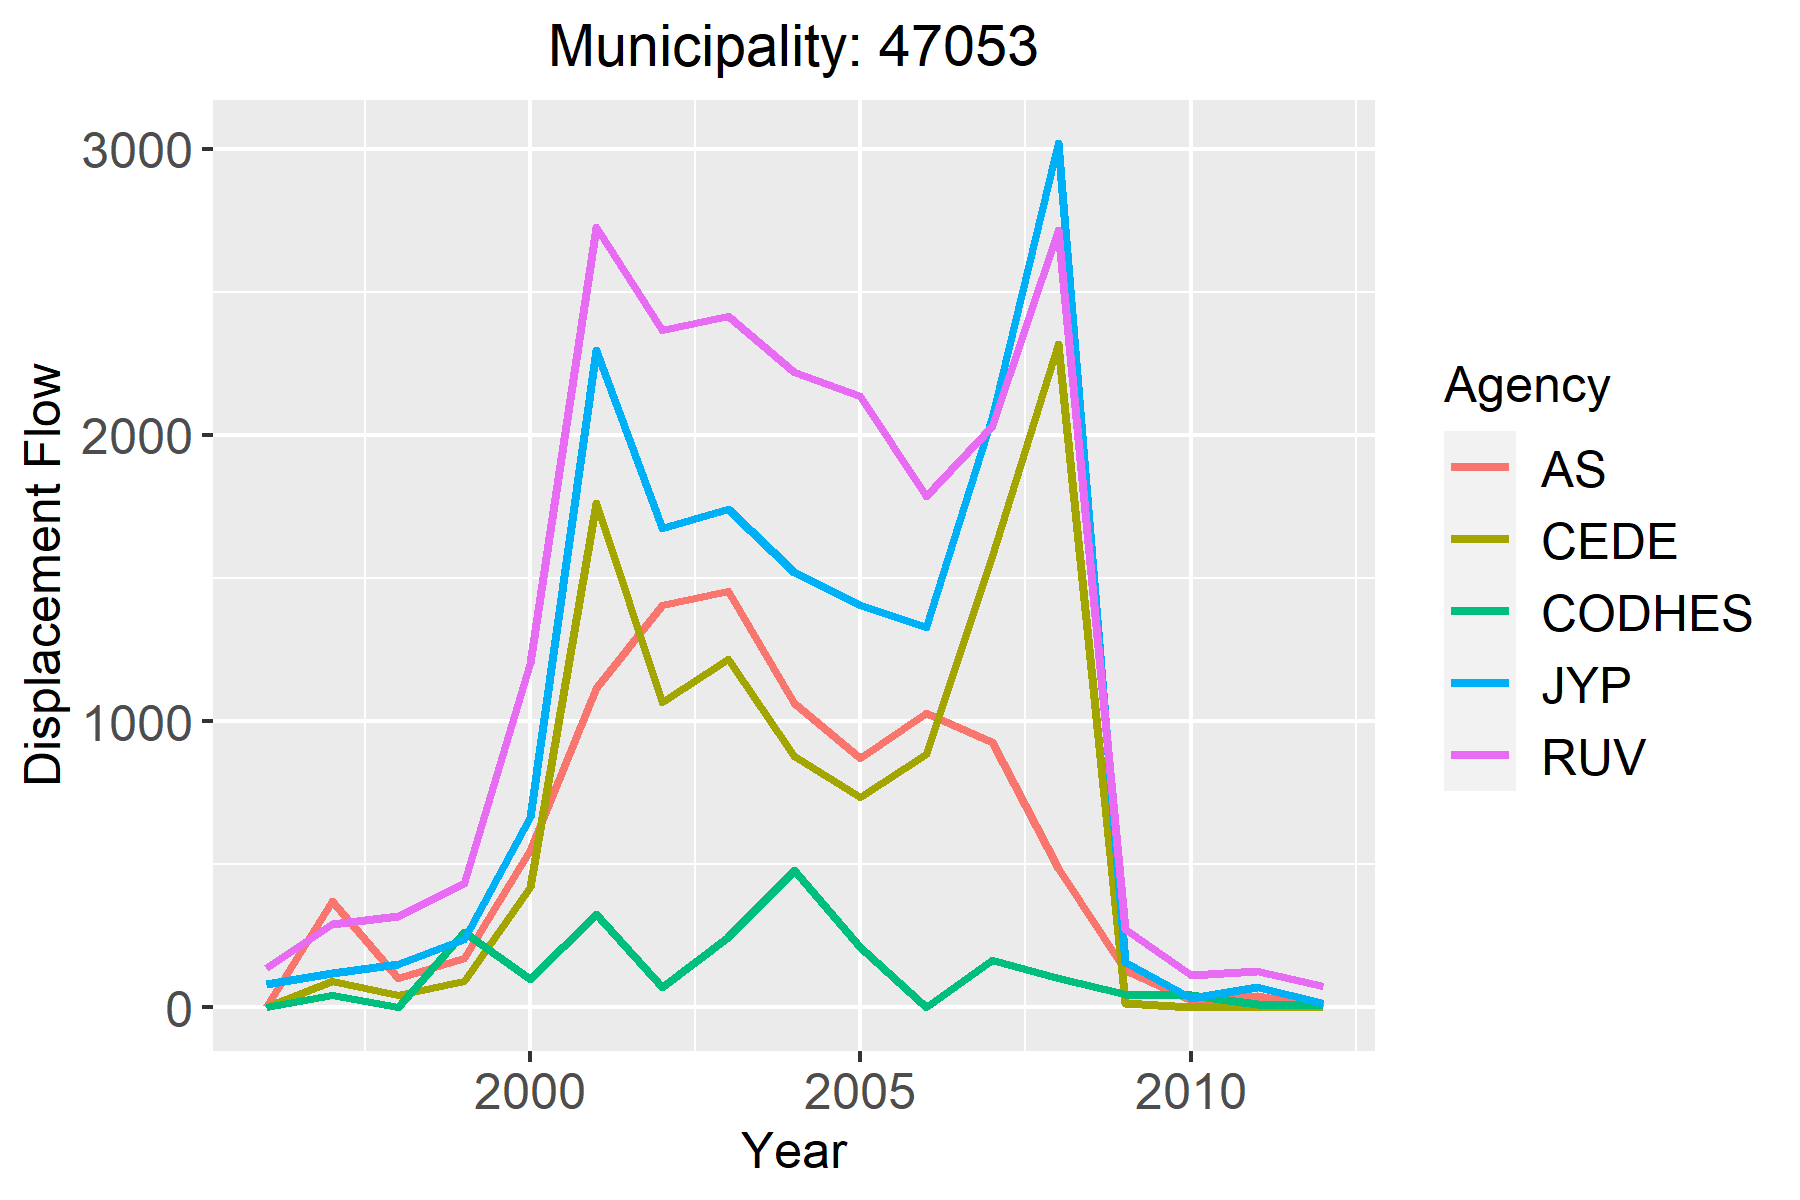 Municipality: 47053
3000
2000
1000
0
Displacement Flow
2000
2005
2010
Year
Agency
AS
CEDE
CODHES
JYP
RUV